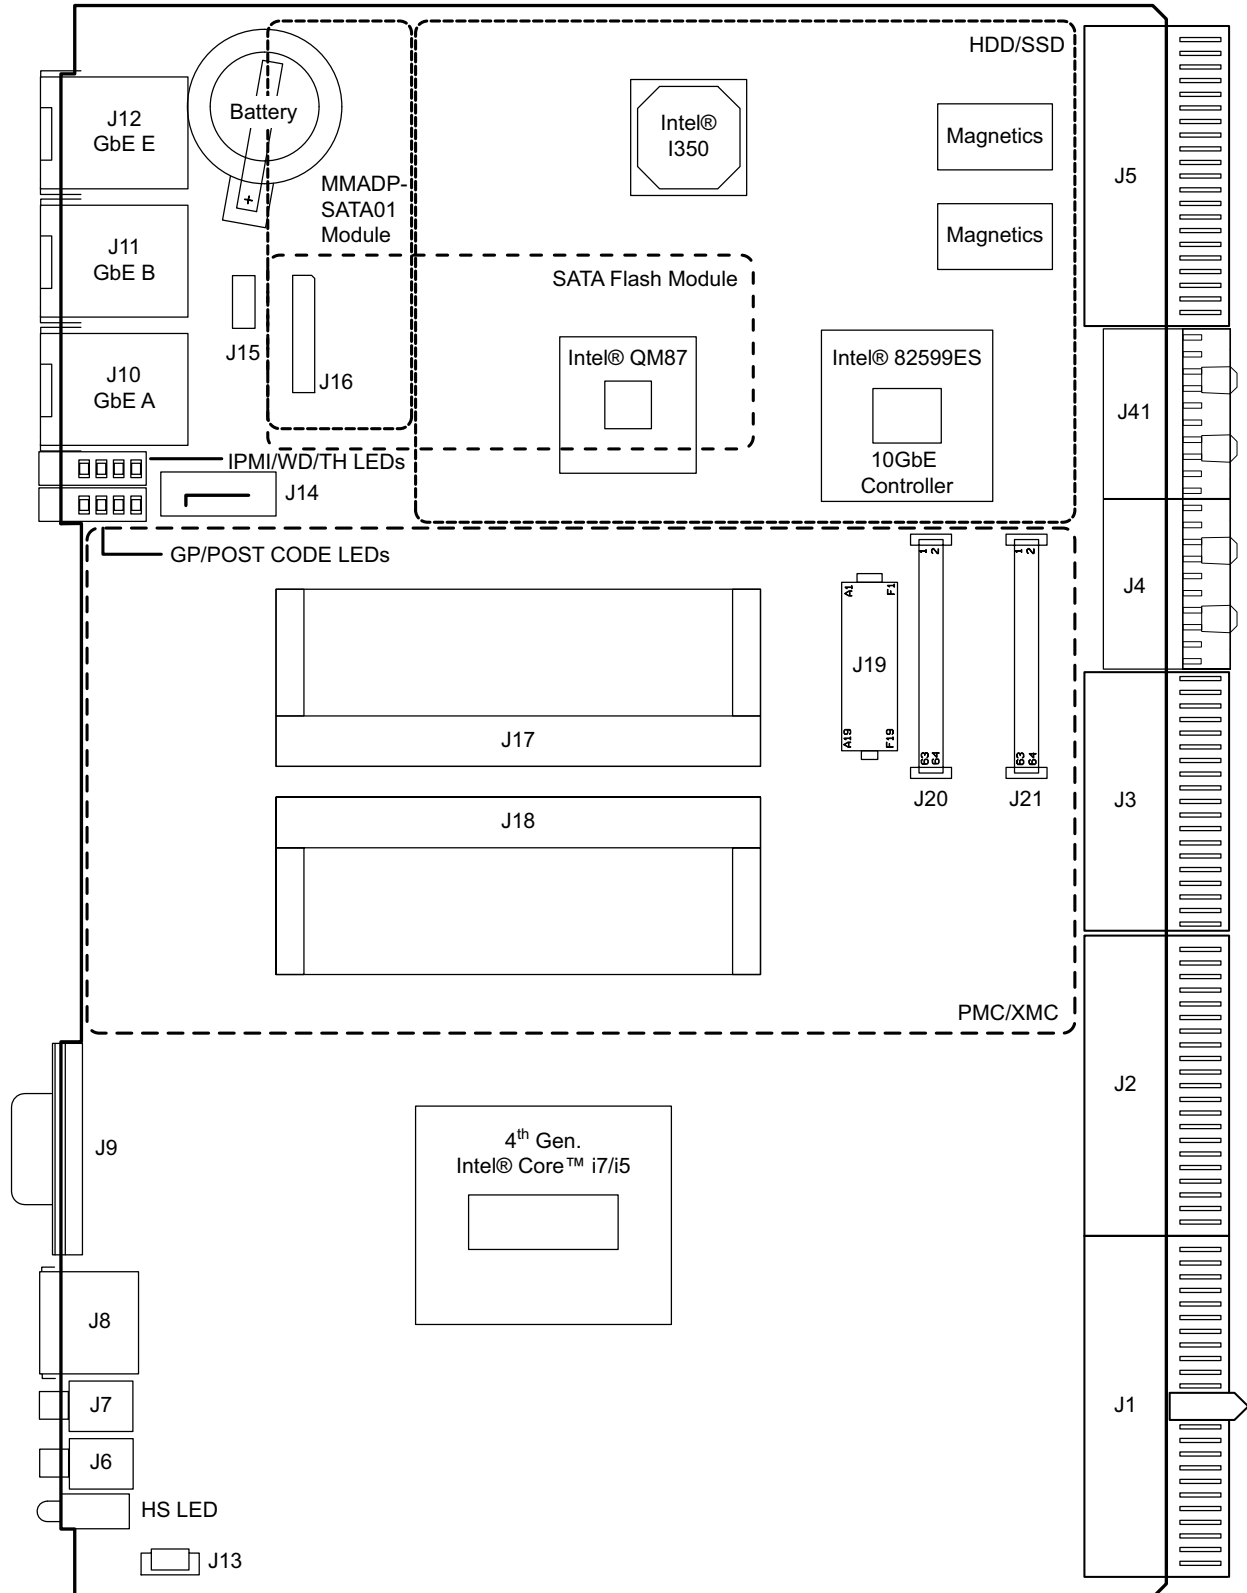 HDD/SSD
J12
GbE E
Battery
Intel®
I350
Magnetics
J5
MMADP-
SATA01
Module
+
J11
GbE B
Magnetics
SATA Flash Module
J15
J16
Intel® QM87
Intel® 82599ES
J10
GbE A
J41
10GbE
Controller
IPMI/WD/TH LEDs
J14
GP/POST CODE LEDs
1
2
1
2
A1
F1
J4
J19
A19
F19
63
64
63
64
J17
J20
J21
J3
J18
PMC/XMC
J2
J9
4th Gen.
Intel® Core™ i7/i5
J8
J7
J1
J6
HS LED
J13